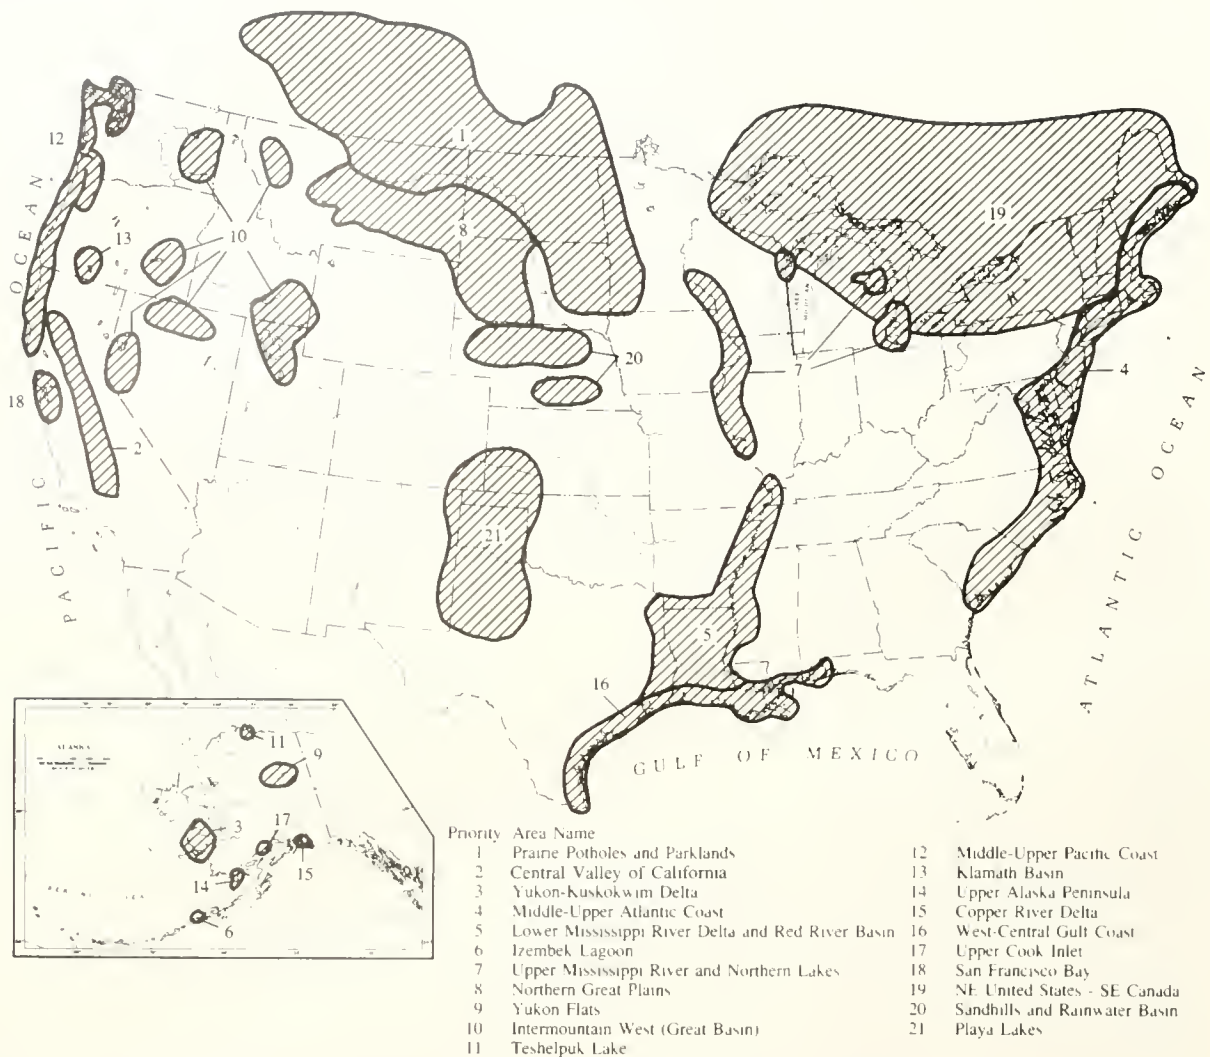 1
12
19
8
13
10
20
7
4
18
2
21
5
16
OCEAN
PACIFIC
ATLANTIC OCEAN
GULF OF MEXICO
ALASKA
11
9
3
17
14
15
6
Priority Area Name
1 Prairie Potholes and Parklands
2 Central Valley of California
3 Yukon-Kuskokwim Delta
4 Middle-Upper Atlantic Coast
5 Lower Mississippi River Delta and Red River Basin
6 Izembek Lagoon
7 Upper Mississippi River and Northern Lakes
8 Northern Great Plains
9 Yukon Flats
10 Intermountain West (Great Basin)
11 Teshelpuk Lake
12 Middle-Upper Pacific Coast
13 Klamath Basin
14 Upper Alaska Peninsula
15 Copper River Delta
16 West-Central Gulf Coast
17 Upper Cook Inlet
18 San Francisco Bay
19 NE United States - SE Canada
20 Sandhills and Rainwater Basin
21 Playa Lakes